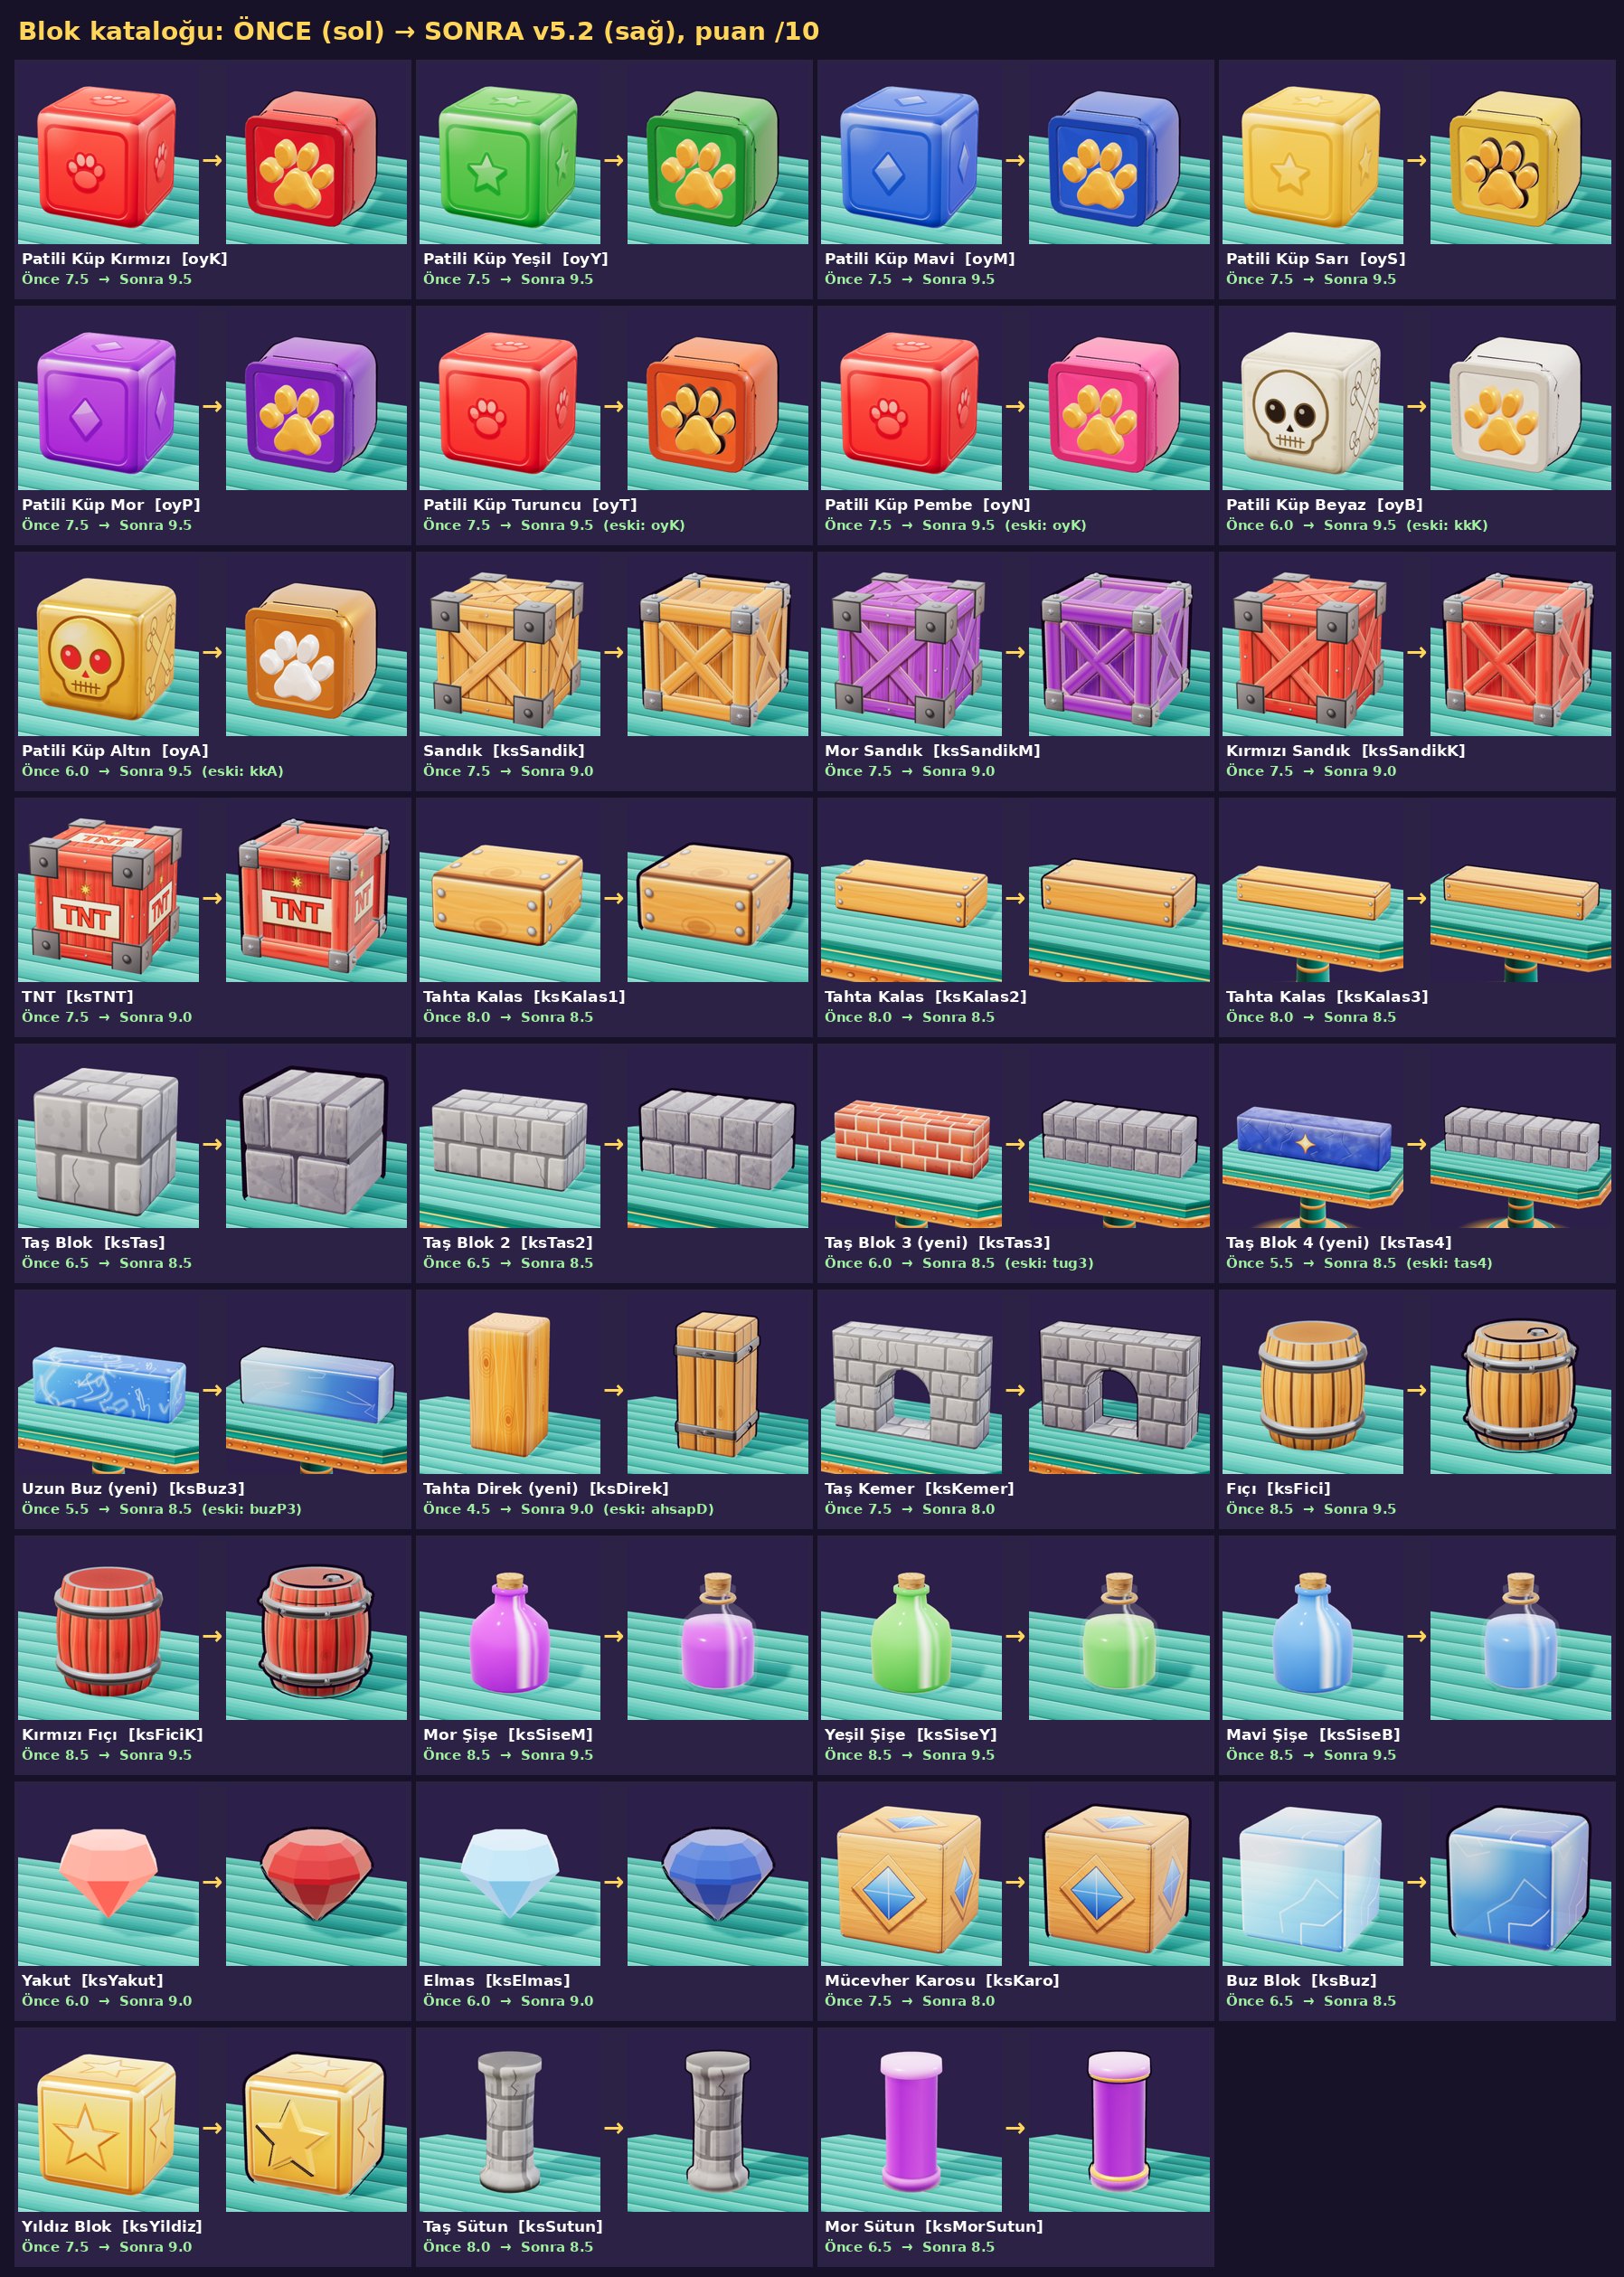 Blok kataloğu: ÖNCE (sol) → SONRA v5.2 (sağ), puan /10
Patili Küp Kırmızı [oyK]
Önce 7.5 → Sonra 9.5
Patili Küp Yeşil [oyY]
Önce 7.5 → Sonra 9.5
Patili Küp Mavi [oyM]
Önce 7.5 → Sonra 9.5
Patili Küp Sarı [oyS]
Önce 7.5 → Sonra 9.5
Patili Küp Mor [oyP]
Önce 7.5 → Sonra 9.5
Patili Küp Turuncu [oyT]
Önce 7.5 → Sonra 9.5 (eski: oyK)
Patili Küp Pembe [oyN]
Önce 7.5 → Sonra 9.5 (eski: oyK)
Patili Küp Beyaz [oyB]
Önce 6.0 → Sonra 9.5 (eski: kkK)
Patili Küp Altın [oyA]
Önce 6.0 → Sonra 9.5 (eski: kkA)
Sandık [ksSandik]
Önce 7.5 → Sonra 9.0
Mor Sandık [ksSandikM]
Önce 7.5 → Sonra 9.0
Kırmızı Sandık [ksSandikK]
Önce 7.5 → Sonra 9.0
TNT
TNT
TNT
TNT
TNT
TNT [ksTNT]
Önce 7.5 → Sonra 9.0
Tahta Kalas [ksKalas1]
Önce 8.0 → Sonra 8.5
Tahta Kalas [ksKalas2]
Önce 8.0 → Sonra 8.5
Tahta Kalas [ksKalas3]
Önce 8.0 → Sonra 8.5
Taş Blok [ksTas]
Önce 6.5 → Sonra 8.5
Taş Blok 2 [ksTas2]
Önce 6.5 → Sonra 8.5
Taş Blok 3 (yeni) [ksTas3]
Önce 6.0 → Sonra 8.5 (eski: tug3)
Taş Blok 4 (yeni) [ksTas4]
Önce 5.5 → Sonra 8.5 (eski: tas4)
Uzun Buz (yeni) [ksBuz3]
Önce 5.5 → Sonra 8.5 (eski: buzP3)
Tahta Direk (yeni) [ksDirek]
Önce 4.5 → Sonra 9.0 (eski: ahsapD)
Taş Kemer [ksKemer]
Önce 7.5 → Sonra 8.0
Fıçı [ksFici]
Önce 8.5 → Sonra 9.5
Kırmızı Fıçı [ksFiciK]
Önce 8.5 → Sonra 9.5
Mor Şişe [ksSiseM]
Önce 8.5 → Sonra 9.5
Yeşil Şişe [ksSiseY]
Önce 8.5 → Sonra 9.5
Mavi Şişe [ksSiseB]
Önce 8.5 → Sonra 9.5
Yakut [ksYakut]
Önce 6.0 → Sonra 9.0
Elmas [ksElmas]
Önce 6.0 → Sonra 9.0
Mücevher Karosu [ksKaro]
Önce 7.5 → Sonra 8.0
Buz Blok [ksBuz]
Önce 6.5 → Sonra 8.5
Yıldız Blok [ksYildiz]
Önce 7.5 → Sonra 9.0
Taş Sütun [ksSutun]
Önce 8.0 → Sonra 8.5
Mor Sütun [ksMorSutun]
Önce 6.5 → Sonra 8.5